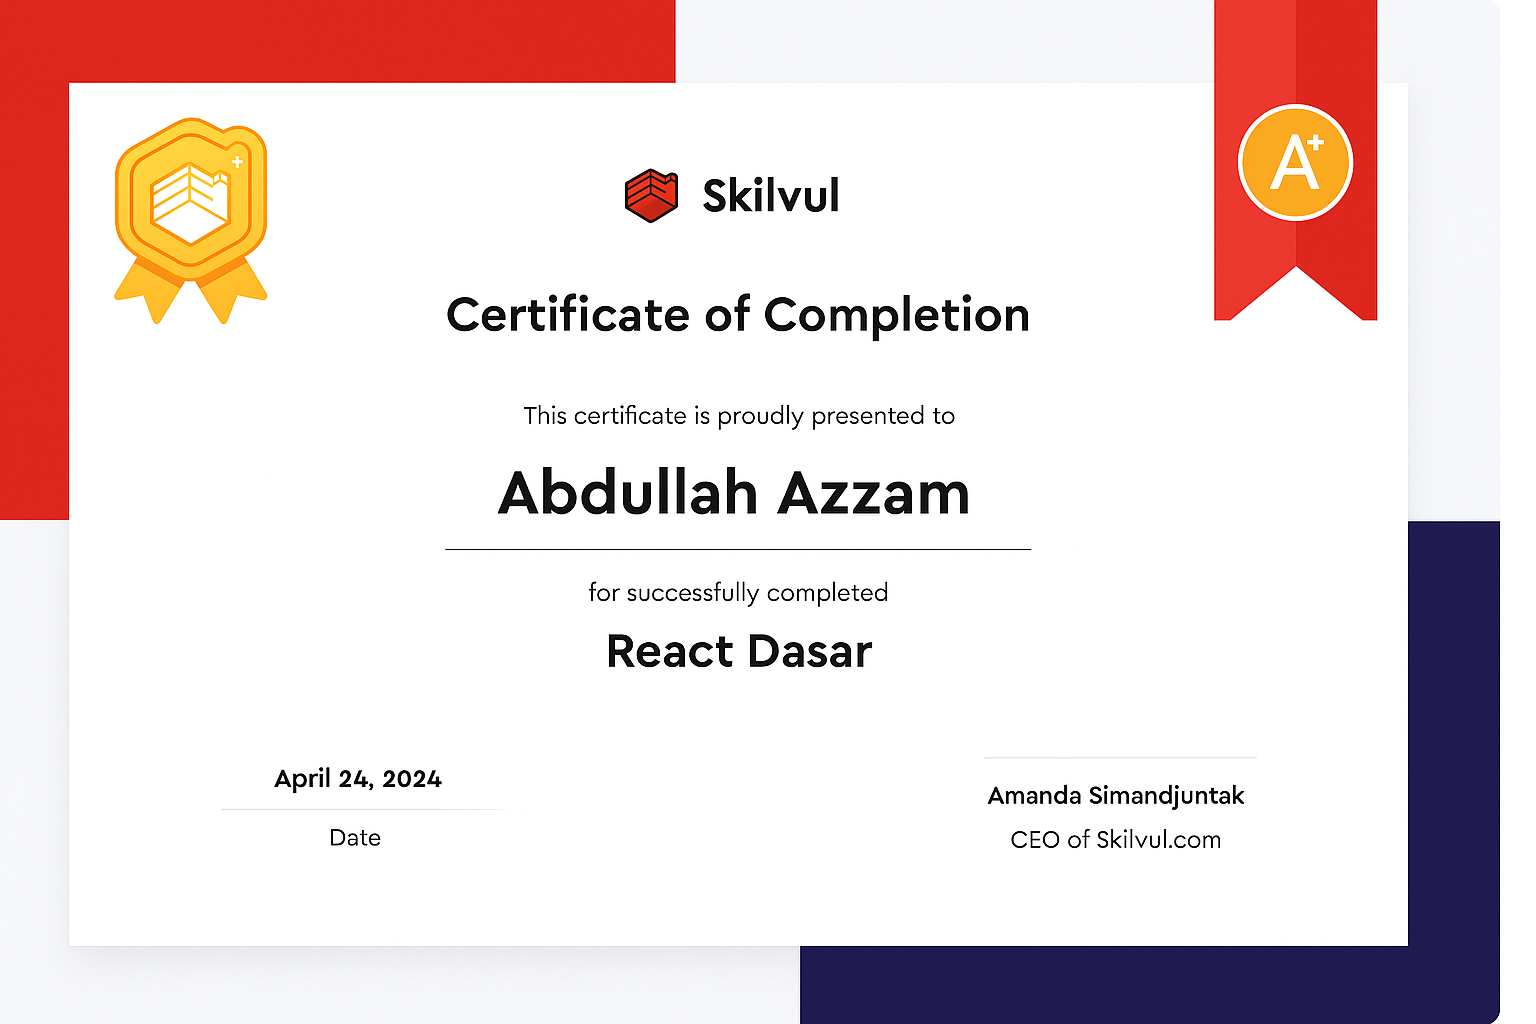 Skilvul
A+
Certificate of Completion
This certificate is proudly presented to
Abdullah Azzam
for successfully completed
React Dasar
April 24, 2024
Date
Amanda Simandjuntak
CEO of Skilvul.com